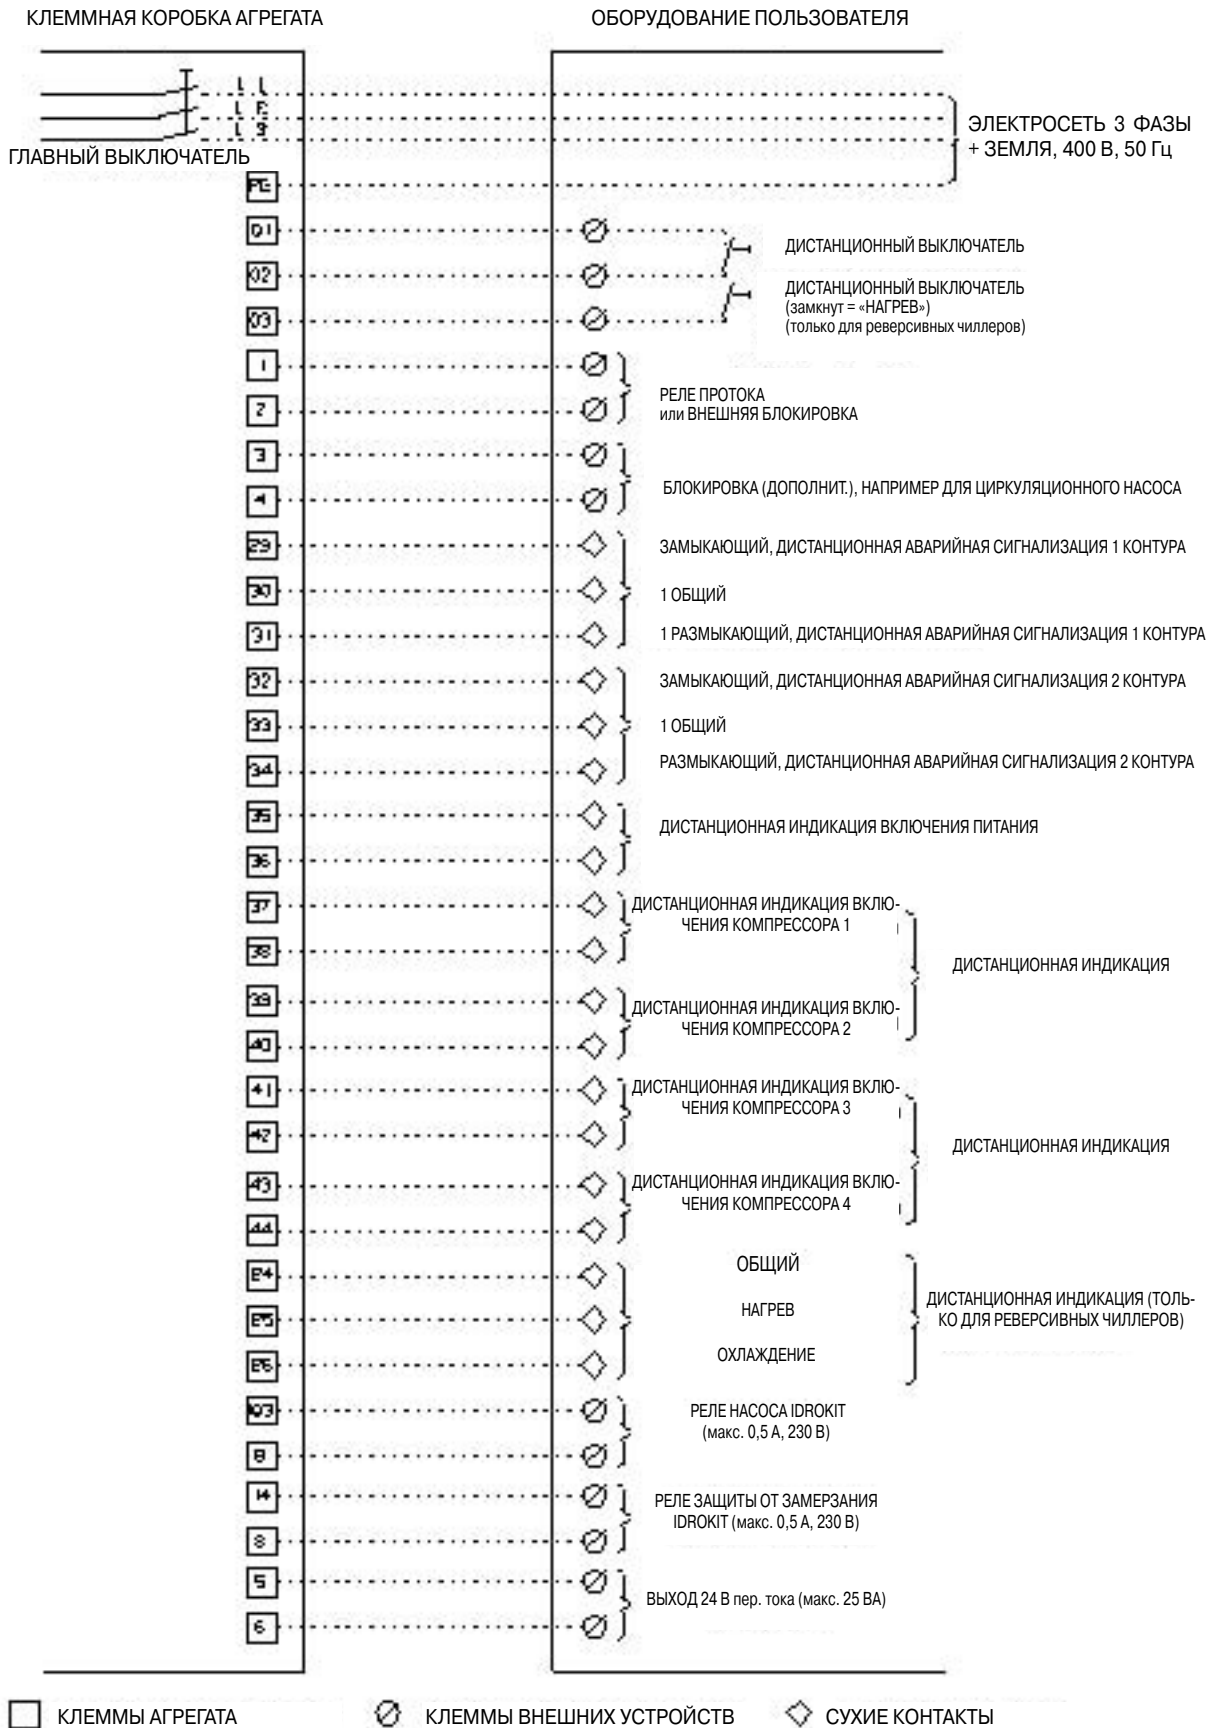 КЛЕММНАЯ КОРОБКА АГРЕГАТА
ОБОРУДОВАНИЕ ПОЛЬЗОВАТЕЛЯ
L 1
L 2
L 3
ЭЛЕКТРОСЕТЬ 3 ФАЗЫ
+ ЗЕМЛЯ, 400 В, 50 Гц
ГЛАВНЫЙ ВЫКЛЮЧАТЕЛЬ
PE
01
ДИСТАНЦИОННЫЙ ВЫКЛЮЧАТЕЛЬ
02
ДИСТАНЦИОННЫЙ ВЫКЛЮЧАТЕЛЬ
(замкнут = «НАГРЕВ»)
(только для реверсивных чиллеров)
03
1
РЕЛЕ ПРОТОКА
или ВНЕШНЯЯ БЛОКИРОВКА
2
3
БЛОКИРОВКА (ДОПОЛНИТ.), НАПРИМЕР ДЛЯ ЦИРКУЛЯЦИОННОГО НАСОСА
4
29
ЗАМЫКАЮЩИЙ, ДИСТАНЦИОННАЯ АВАРИЙНАЯ СИГНАЛИЗАЦИЯ 1 КОНТУРА
30
1 ОБЩИЙ
31
1 РАЗМЫКАЮЩИЙ, ДИСТАНЦИОННАЯ АВАРИЙНАЯ СИГНАЛИЗАЦИЯ 1 КОНТУРА
32
ЗАМЫКАЮЩИЙ, ДИСТАНЦИОННАЯ АВАРИЙНАЯ СИГНАЛИЗАЦИЯ 2 КОНТУРА
33
1 ОБЩИЙ
34
РАЗМЫКАЮЩИЙ, ДИСТАНЦИОННАЯ АВАРИЙНАЯ СИГНАЛИЗАЦИЯ 2 КОНТУРА
35
ДИСТАНЦИОННАЯ ИНДИКАЦИЯ ВКЛЮЧЕНИЯ ПИТАНИЯ
36
37
ДИСТАНЦИОННАЯ ИНДИКАЦИЯ ВКЛЮ-
ЧЕНИЯ КОМПРЕССОРА 1
38
ДИСТАНЦИОННАЯ ИНДИКАЦИЯ
39
ДИСТАНЦИОННАЯ ИНДИКАЦИЯ ВКЛЮ-
ЧЕНИЯ КОМПРЕССОРА 2
40
41
ДИСТАНЦИОННАЯ ИНДИКАЦИЯ ВКЛЮ-
ЧЕНИЯ КОМПРЕССОРА 3
42
ДИСТАНЦИОННАЯ ИНДИКАЦИЯ
43
ДИСТАНЦИОННАЯ ИНДИКАЦИЯ ВКЛЮ-
ЧЕНИЯ КОМПРЕССОРА 4
44
ОБЩИЙ
НАГРЕВ
ДИСТАНЦИОННАЯ ИНДИКАЦИЯ (ТОЛЬ-
КО ДЛЯ РЕВЕРСИВНЫХ ЧИЛЛЕРОВ)
ОХЛАЖДЕНИЕ
РЕЛЕ НАСОСА IDROKIT
(макс. 0,5 А, 230 В)
8
14
РЕЛЕ ЗАЩИТЫ ОТ ЗАМЕРЗАНИЯ
IDROKIT (макс. 0,5 А, 230 В)
8
5
ВЫХОД 24 В пер. тока (макс. 25 ВА)
6
КЛЕММЫ АГРЕГАТА
КЛЕММЫ ВНЕШНИХ УСТРОЙСТВ
СУХИЕ КОНТАКТЫ